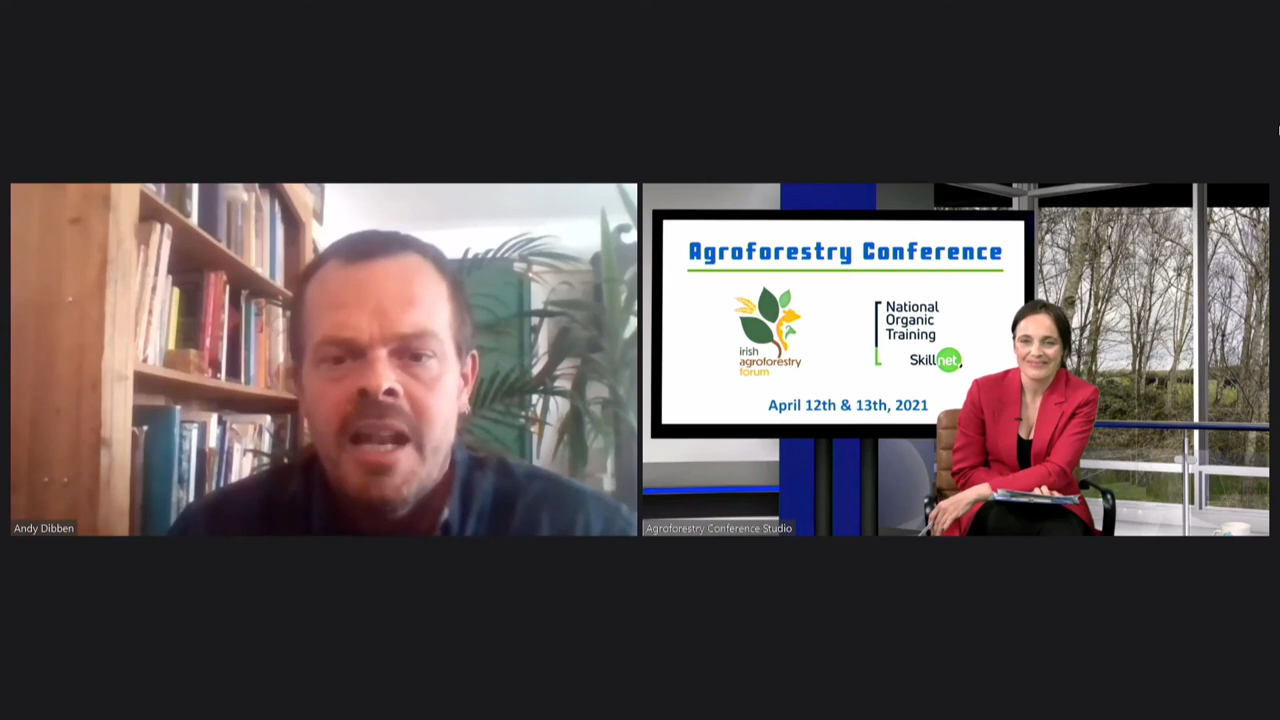 Agroforestry Conference
irish
agroforestry
forum
National
Organic
Training
Skillnet
April 12th & 13th, 2021
Andy Dibben
Agroforestry Conference Studio